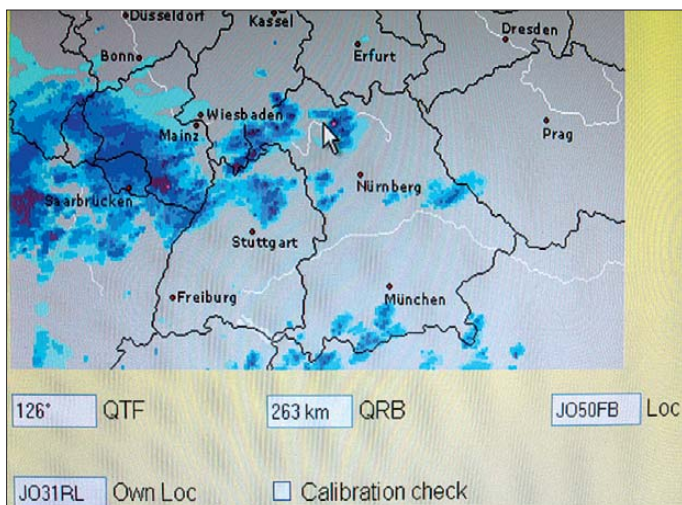 Düsseldorf
Kassel
Dresden
Bonn
Erfurt
Wiesbaden
Mainz
Prag
Saarbrücken
Nürnberg
Stuttgart
Freiburg
München
126° QTF 263 km QRB JO50FB Loc
JO31RL Own Loc Calibration check